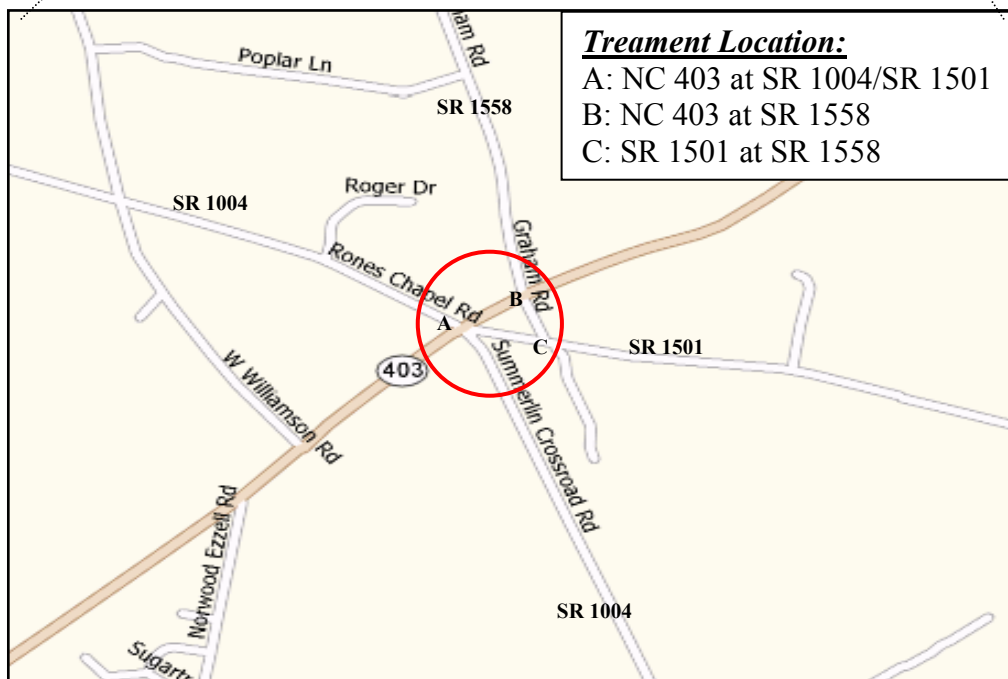 Treament Location:
A: NC 403 at SR 1004/SR 1501
B: NC 403 at SR 1558
C: SR 1501 at SR 1558
Poplar Ln
ham Rd
SR 1558
Roger Dr
SR 1004
Graham Rd
Rones Chapel Rd
B
A
C
SR 1501
403
Summerlin Crossroad Rd
W Williamson Rd
Norwood Ezzell Rd
SR 1004
Sugartr